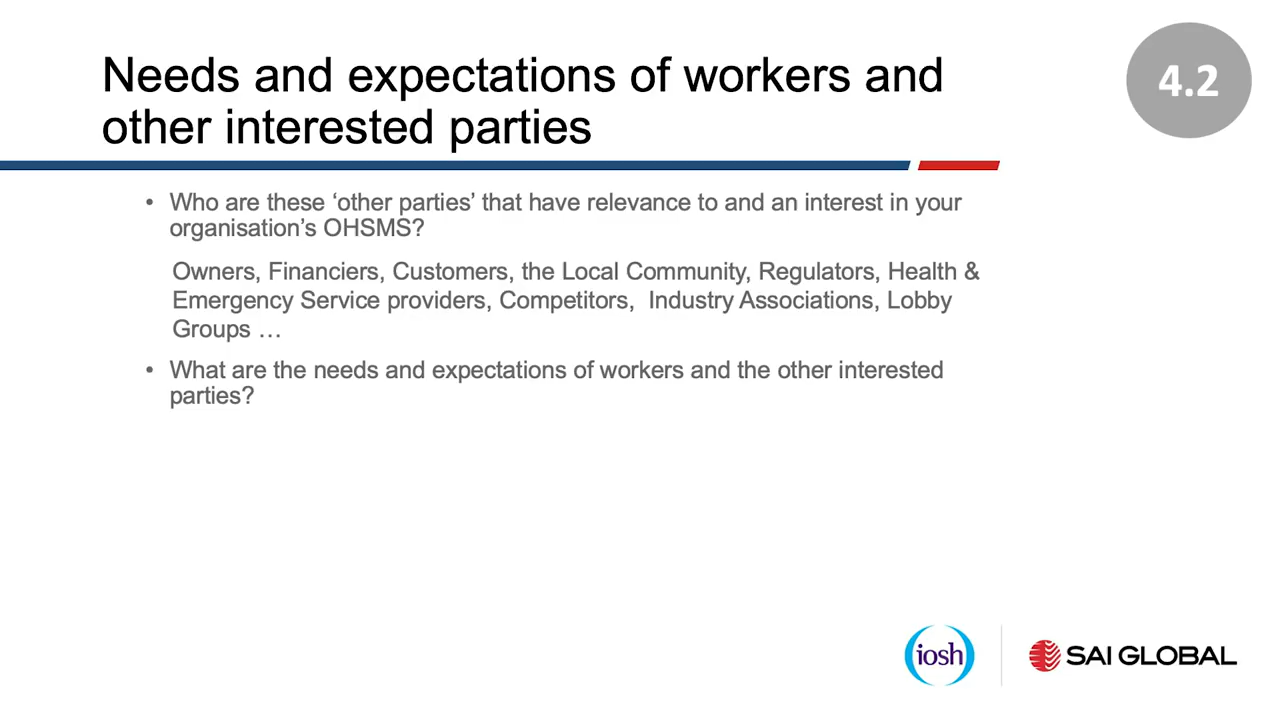 Needs and expectations of workers and
other interested parties
4.2
• Who are these ‘other parties’ that have relevance to and an interest in your
organisation’s OHSMS?
Owners, Financiers, Customers, the Local Community, Regulators, Health &
Emergency Service providers, Competitors,  Industry Associations, Lobby
Groups …
• What are the needs and expectations of workers and the other interested
parties?
iosh
SAI GLOBAL